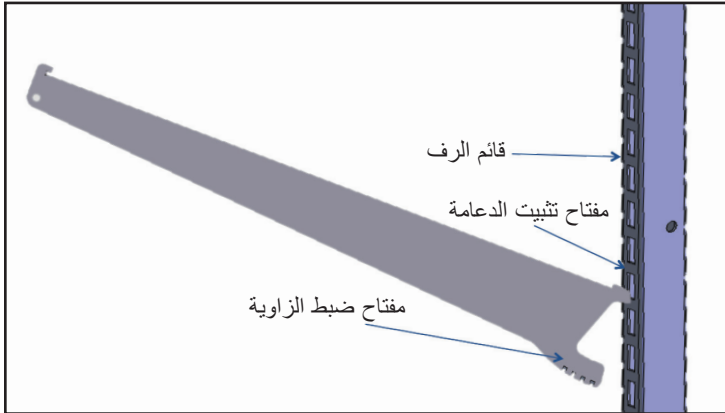 قائم الرف
مفتاح تثبيت الدعامة
مفتاح ضبط الزاوية